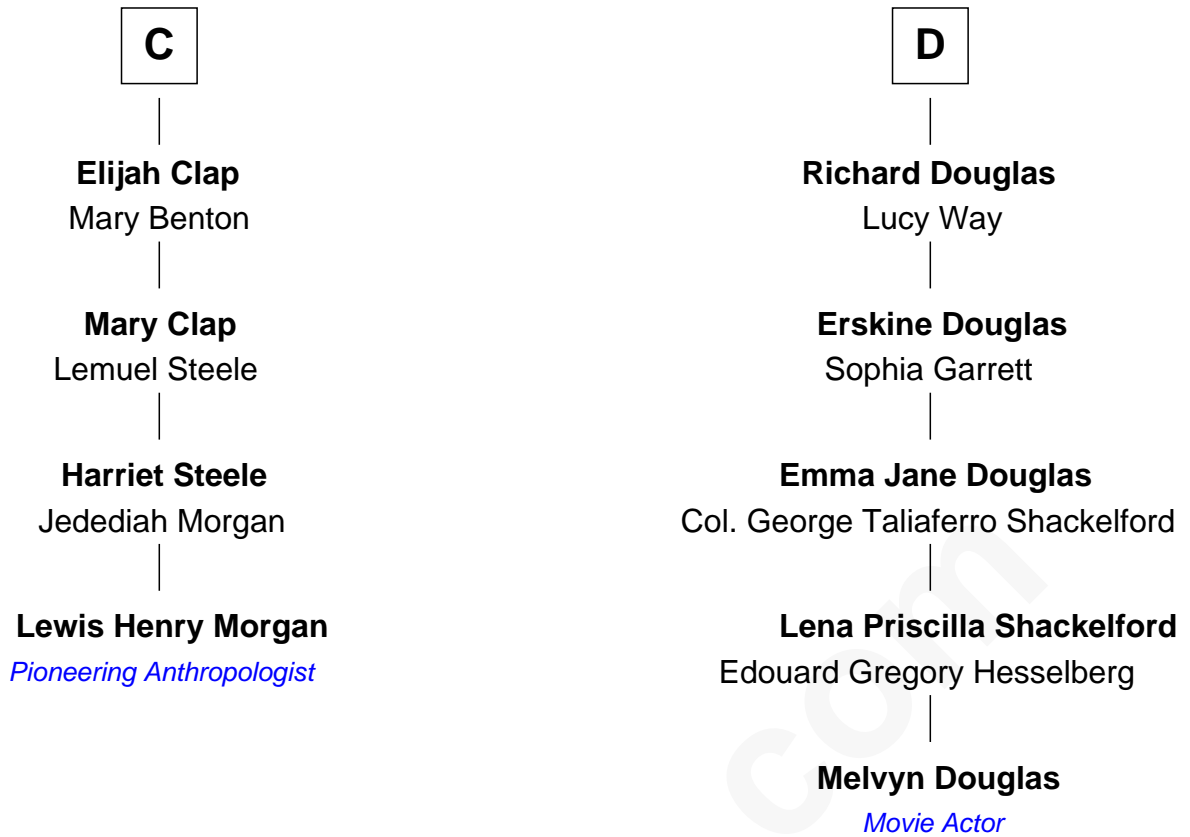 C
Elijah Clap
Mary Benton
Mary Clap
Lemuel Steele
Harriet Steele
Jedediah Morgan
Lewis Henry Morgan
Pioneering Anthropologist
D
Richard Douglas
Lucy Way
Erskine Douglas
Sophia Garrett
Emma Jane Douglas
Col. George Taliaferro Shackelford
Lena Priscilla Shackelford
Edouard Gregory Hesselberg
Melvyn Douglas
Movie Actor
com